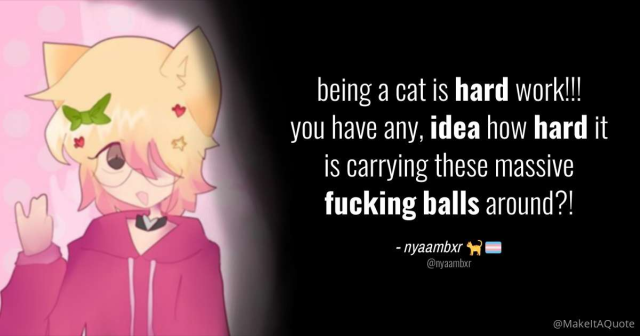 being a cat is hard work!!!
you have any, idea how hard it
is carrying these massive
fucking balls around?!
- nyaambxr 🐈🏳️‍⚧️
@nyaambxr
@MakeItAQuote